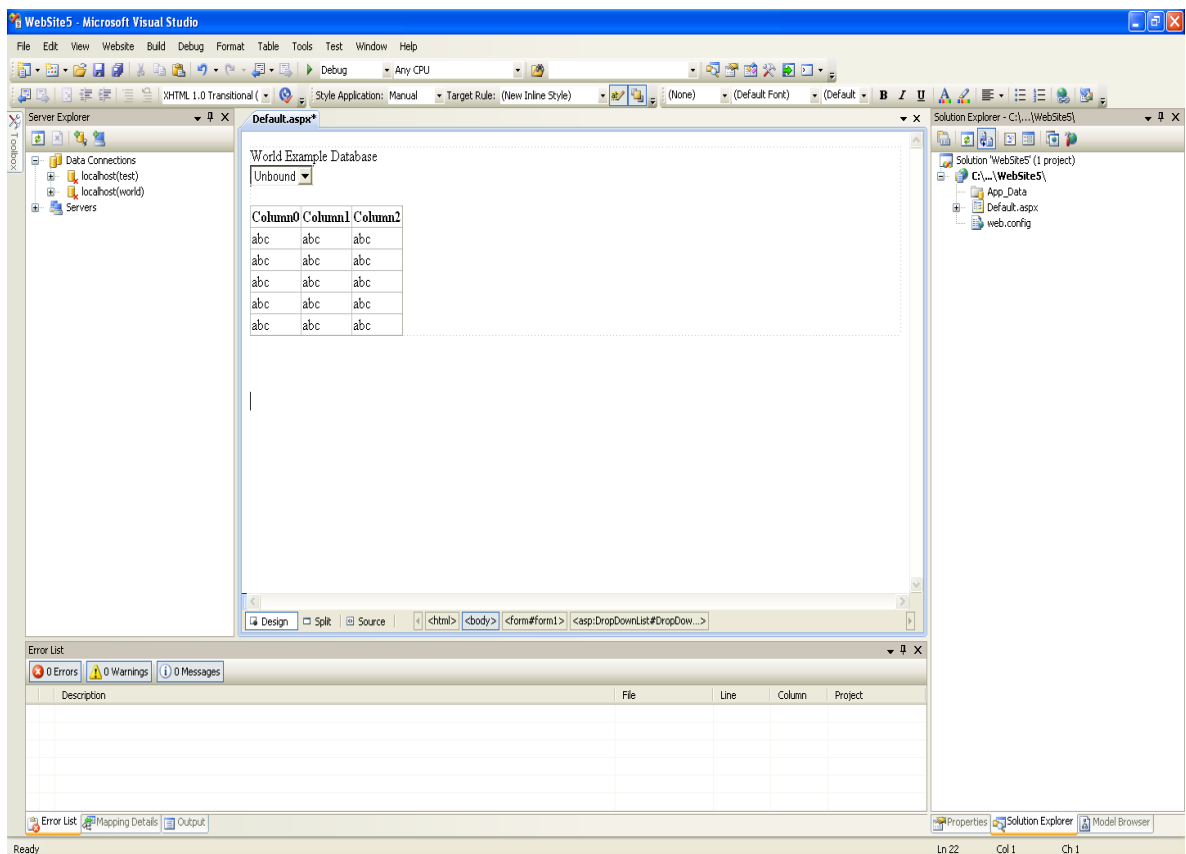 WebSite5 - Microsoft Visual Studio
File Edit View Website Build Debug Format Table Tools Test Window Help
Debug Any CPU
XHTML 1.0 Transitional ( Style Application: Manual Target Rule: (New Inline Style) (None) (Default Font) (Default B I U
Toolbox
Server Explorer
Data Connections
localhost(test)
localhost(world)
Servers
Default.aspx*
World Example Database
Unbound
Column0 Column1 Column2
abc abc abc
abc abc abc
abc abc abc
abc abc abc
abc abc abc
Design Split Source <html> <body> <form#form1> <asp:DropDownList#DropDow...>
Solution Explorer - C:\...\WebSite5\
Solution 'WebSite5' (1 project)
C:\...\WebSite5\
App_Data
Default.aspx
web.config
Error List
0 Errors 0 Warnings 0 Messages
Description File Line Column Project
Error List Mapping Details Output
Properties Solution Explorer Model Browser
Ready Ln 22 Col 1 Ch 1